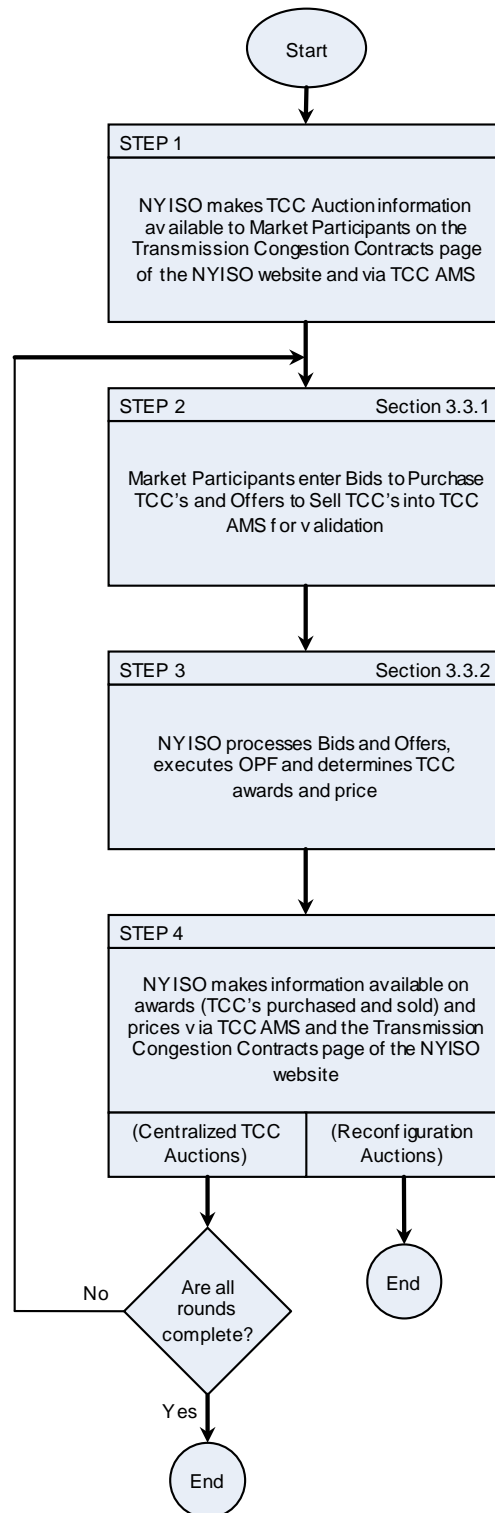 Start
STEP 1
NYISO makes TCC Auction information
available to Market Participants on the
Transmission Congestion Contracts page
of the NYISO website and via TCC AMS
STEP 2 Section 3.3.1
Market Participants enter Bids to Purchase
TCC's and Offers to Sell TCC's into TCC
AMS for validation
STEP 3 Section 3.3.2
NYISO processes Bids and Offers,
executes OPF and determines TCC
awards and price
STEP 4
NYISO makes information available on
awards (TCC's purchased and sold) and
prices via TCC AMS and the Transmission
Congestion Contracts page of the NYISO
website
(Centralized TCC
Auctions)
(Reconfiguration
Auctions)
No
Are all
rounds
complete?
End
Yes
End